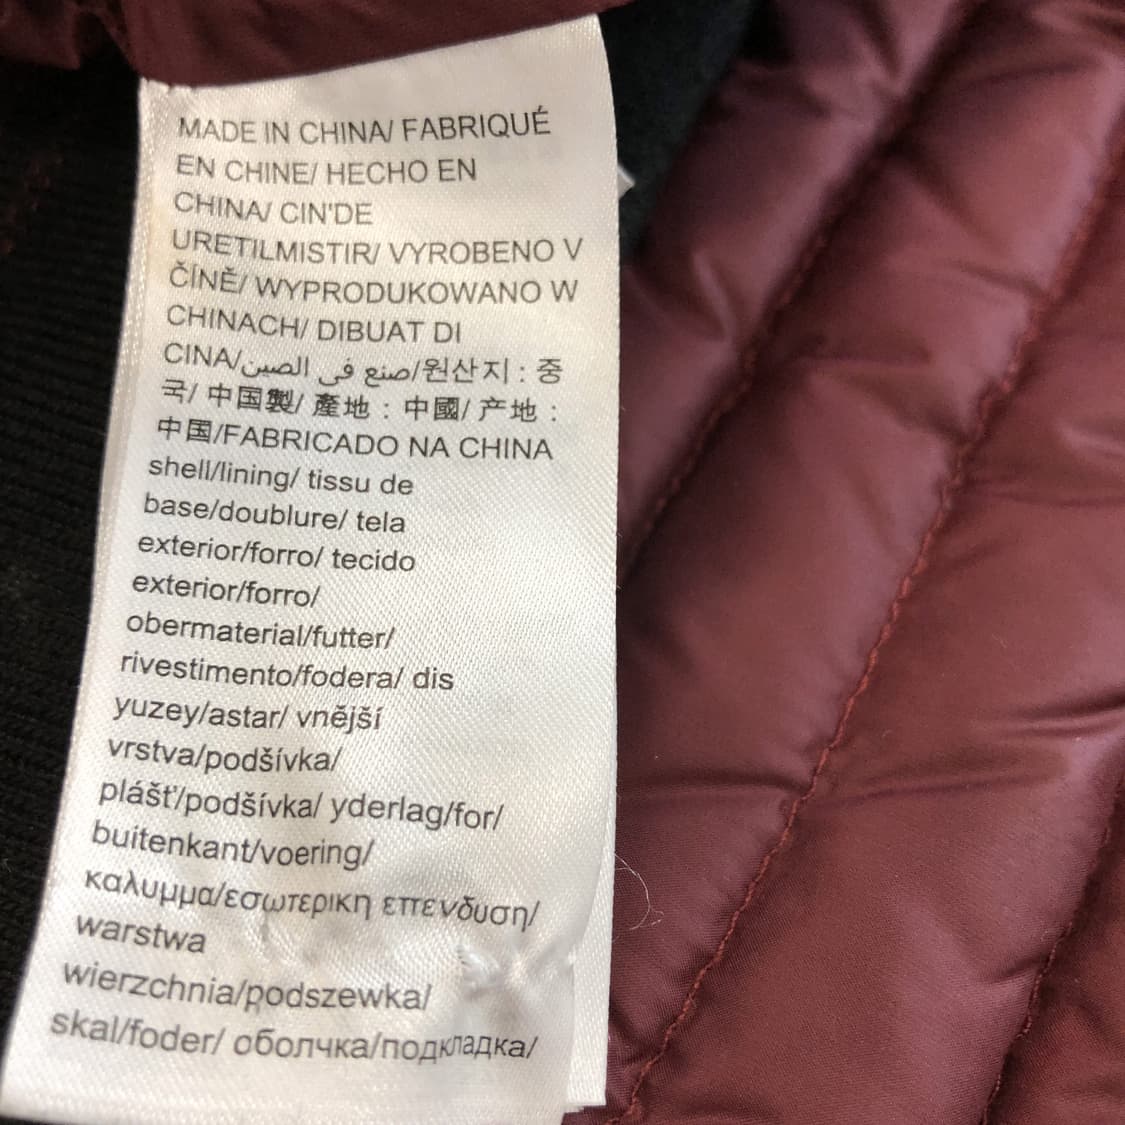 MADE IN CHINA/ FABRIQUÉ
EN CHINE/ HECHO EN
CHINA/ CIN'DE
URETILMISTIR/ VYROBENO V
ČÍNĚ/ WYPRODUKOWANO W
CHINACH/ DIBUAT DI
CINA/صنع في الصين/원산지 : 중
국/ 中国製/ 產地 : 中國/ 产地 :
中国/FABRICADO NA CHINA
shell/lining/ tissu de
base/doublure/ tela
exterior/forro/ tecido
exterior/forro/
obermaterial/futter/
rivestimento/fodera/ dis
yuzey/astar/ vnější
vrstva/podšívka/
plášť/podšívka/ yderlag/for/
buitenkant/voering/
καλυμμα/εσωτερικη επενδυση/
warstwa
wierzchnia/podszewka/
skal/foder/ оболчка/подкладка/